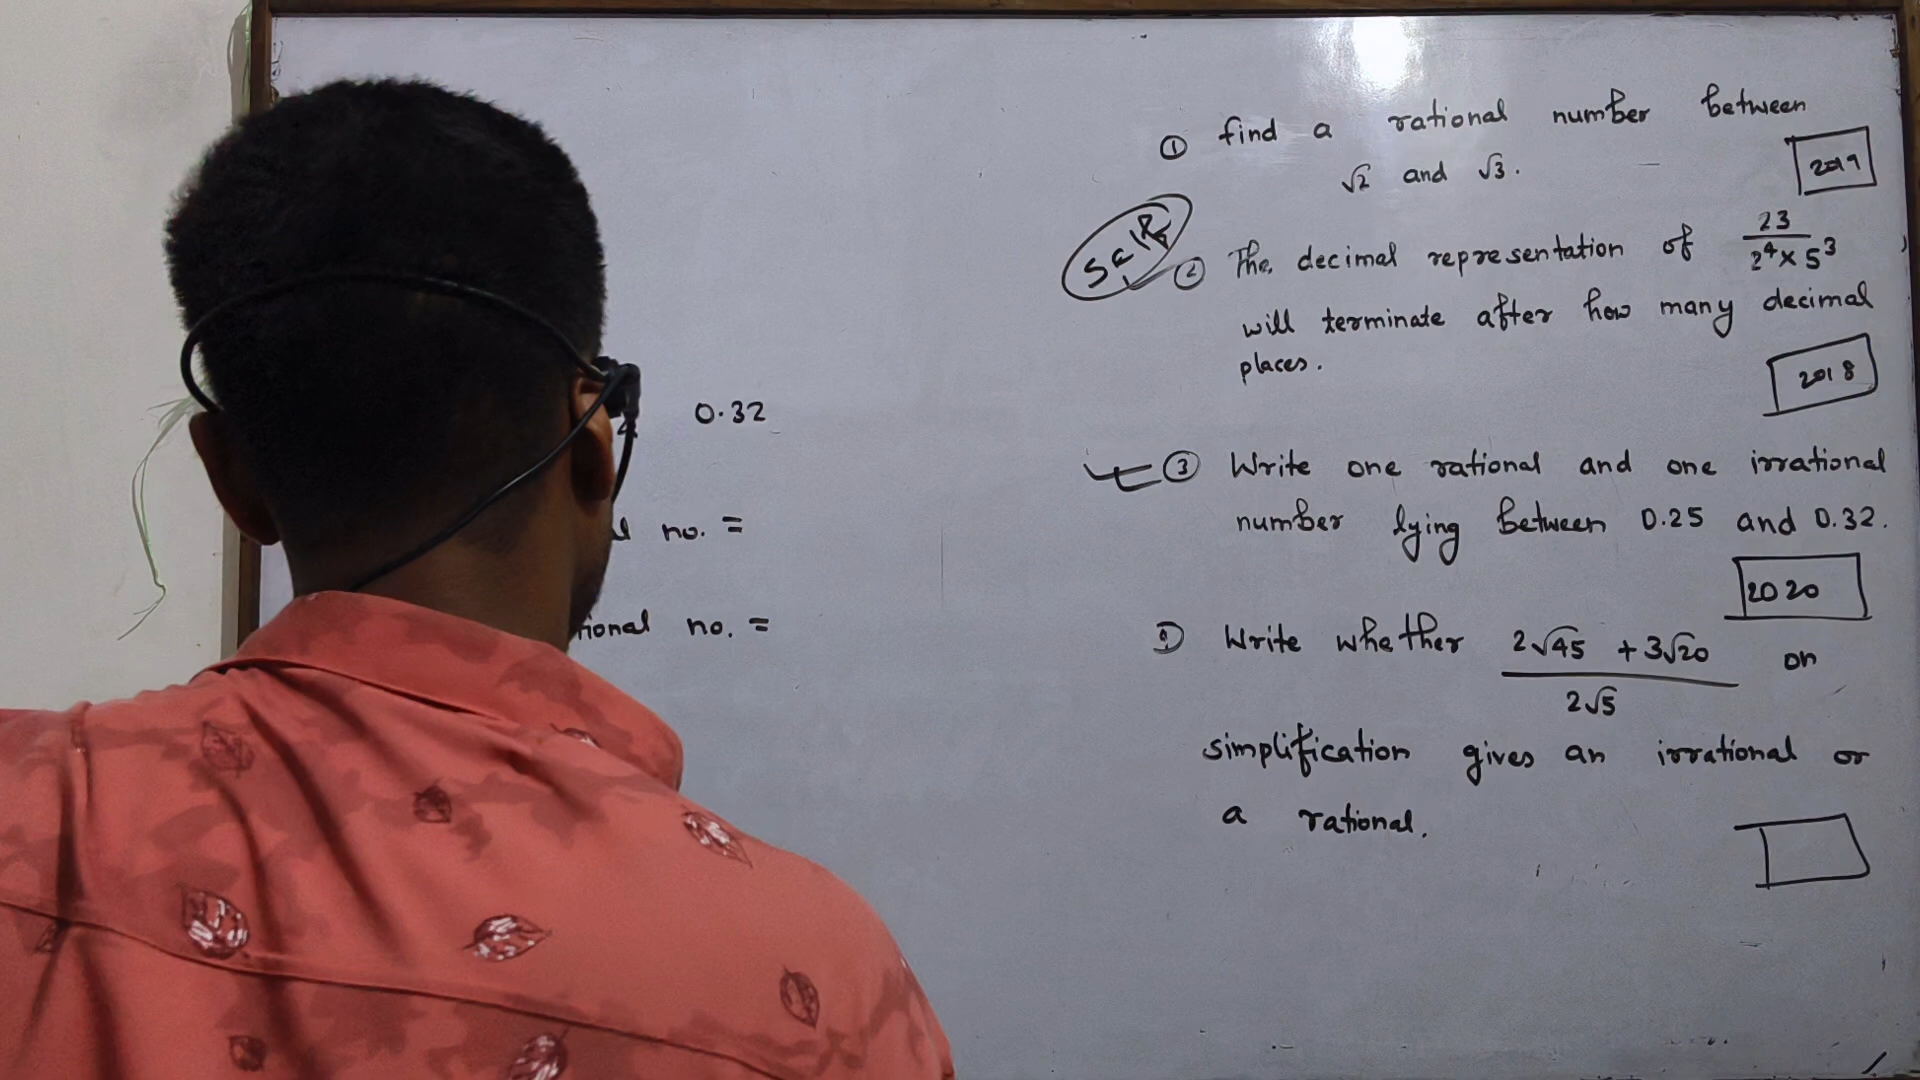 0.32
no. =
no. =
① find a rational number between
√2 and √3.
2019
Self
② The decimal representation of 23/2⁴×5³
will terminate after how many decimal
places.
2018
③ Write one rational and one irrational
number lying between 0.25 and 0.32.
2020
Write whether (2√45 + 3√20)/2√5 on
simplification gives an irrational or
a rational.